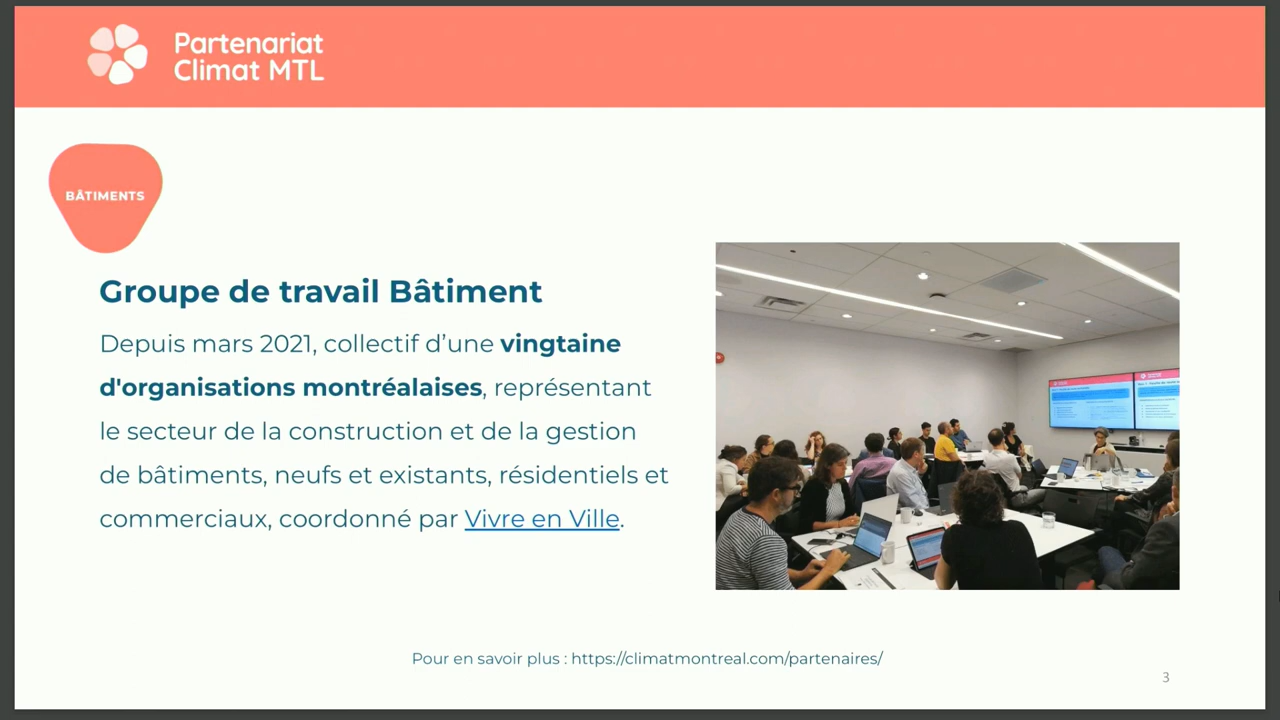 Partenariat
Climat MTL
BÂTIMENTS
Groupe de travail Bâtiment
Depuis mars 2021, collectif d’une vingtaine
d'organisations montréalaises, représentant
le secteur de la construction et de la gestion
de bâtiments, neufs et existants, résidentiels et
commerciaux, coordonné par Vivre en Ville.
Pour en savoir plus : https://climatmontreal.com/partenaires/
3